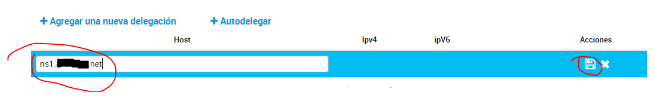 + Agregar una nueva delegación + Autodelegar
Host Ipv4 ipV6 Acciones
ns1. net